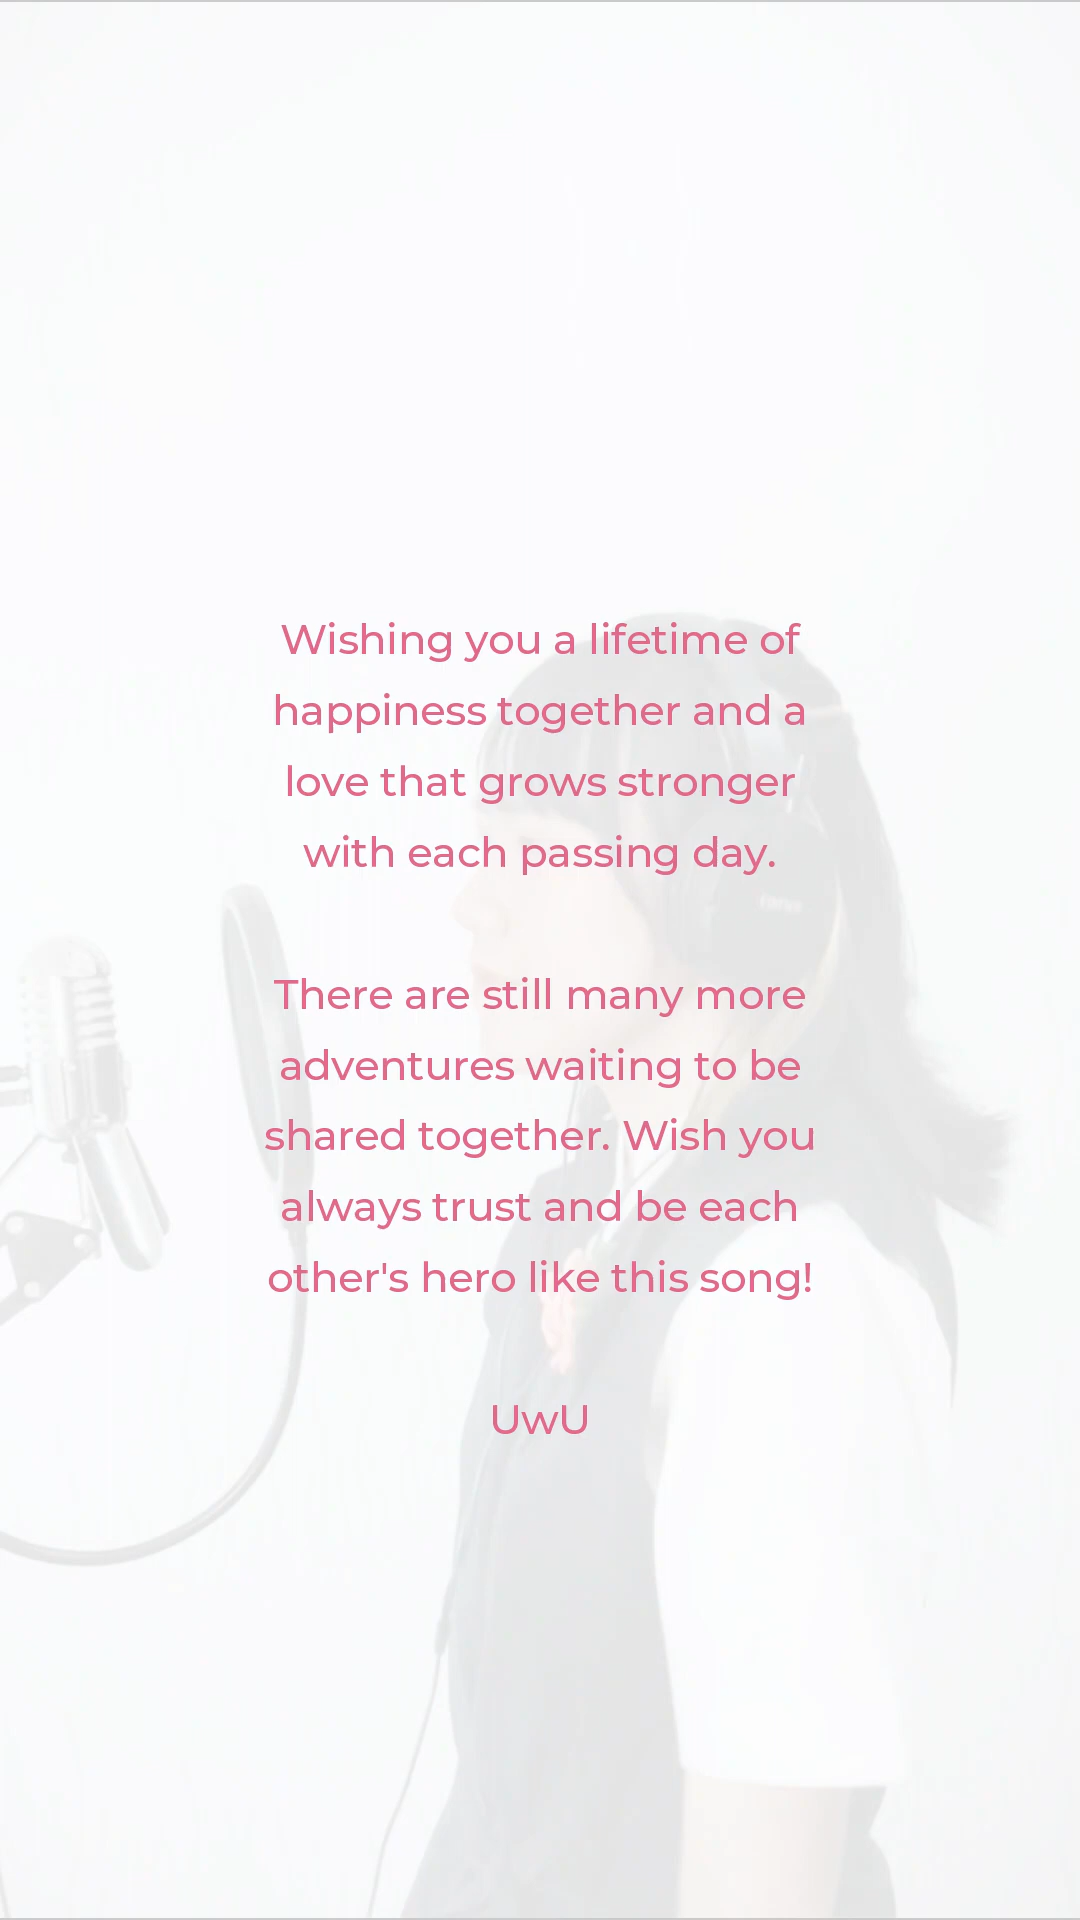 Wishing you a lifetime of
happiness together and a
love that grows stronger
with each passing day.
There are still many more
adventures waiting to be
shared together. Wish you
always trust and be each
other's hero like this song!
UwU